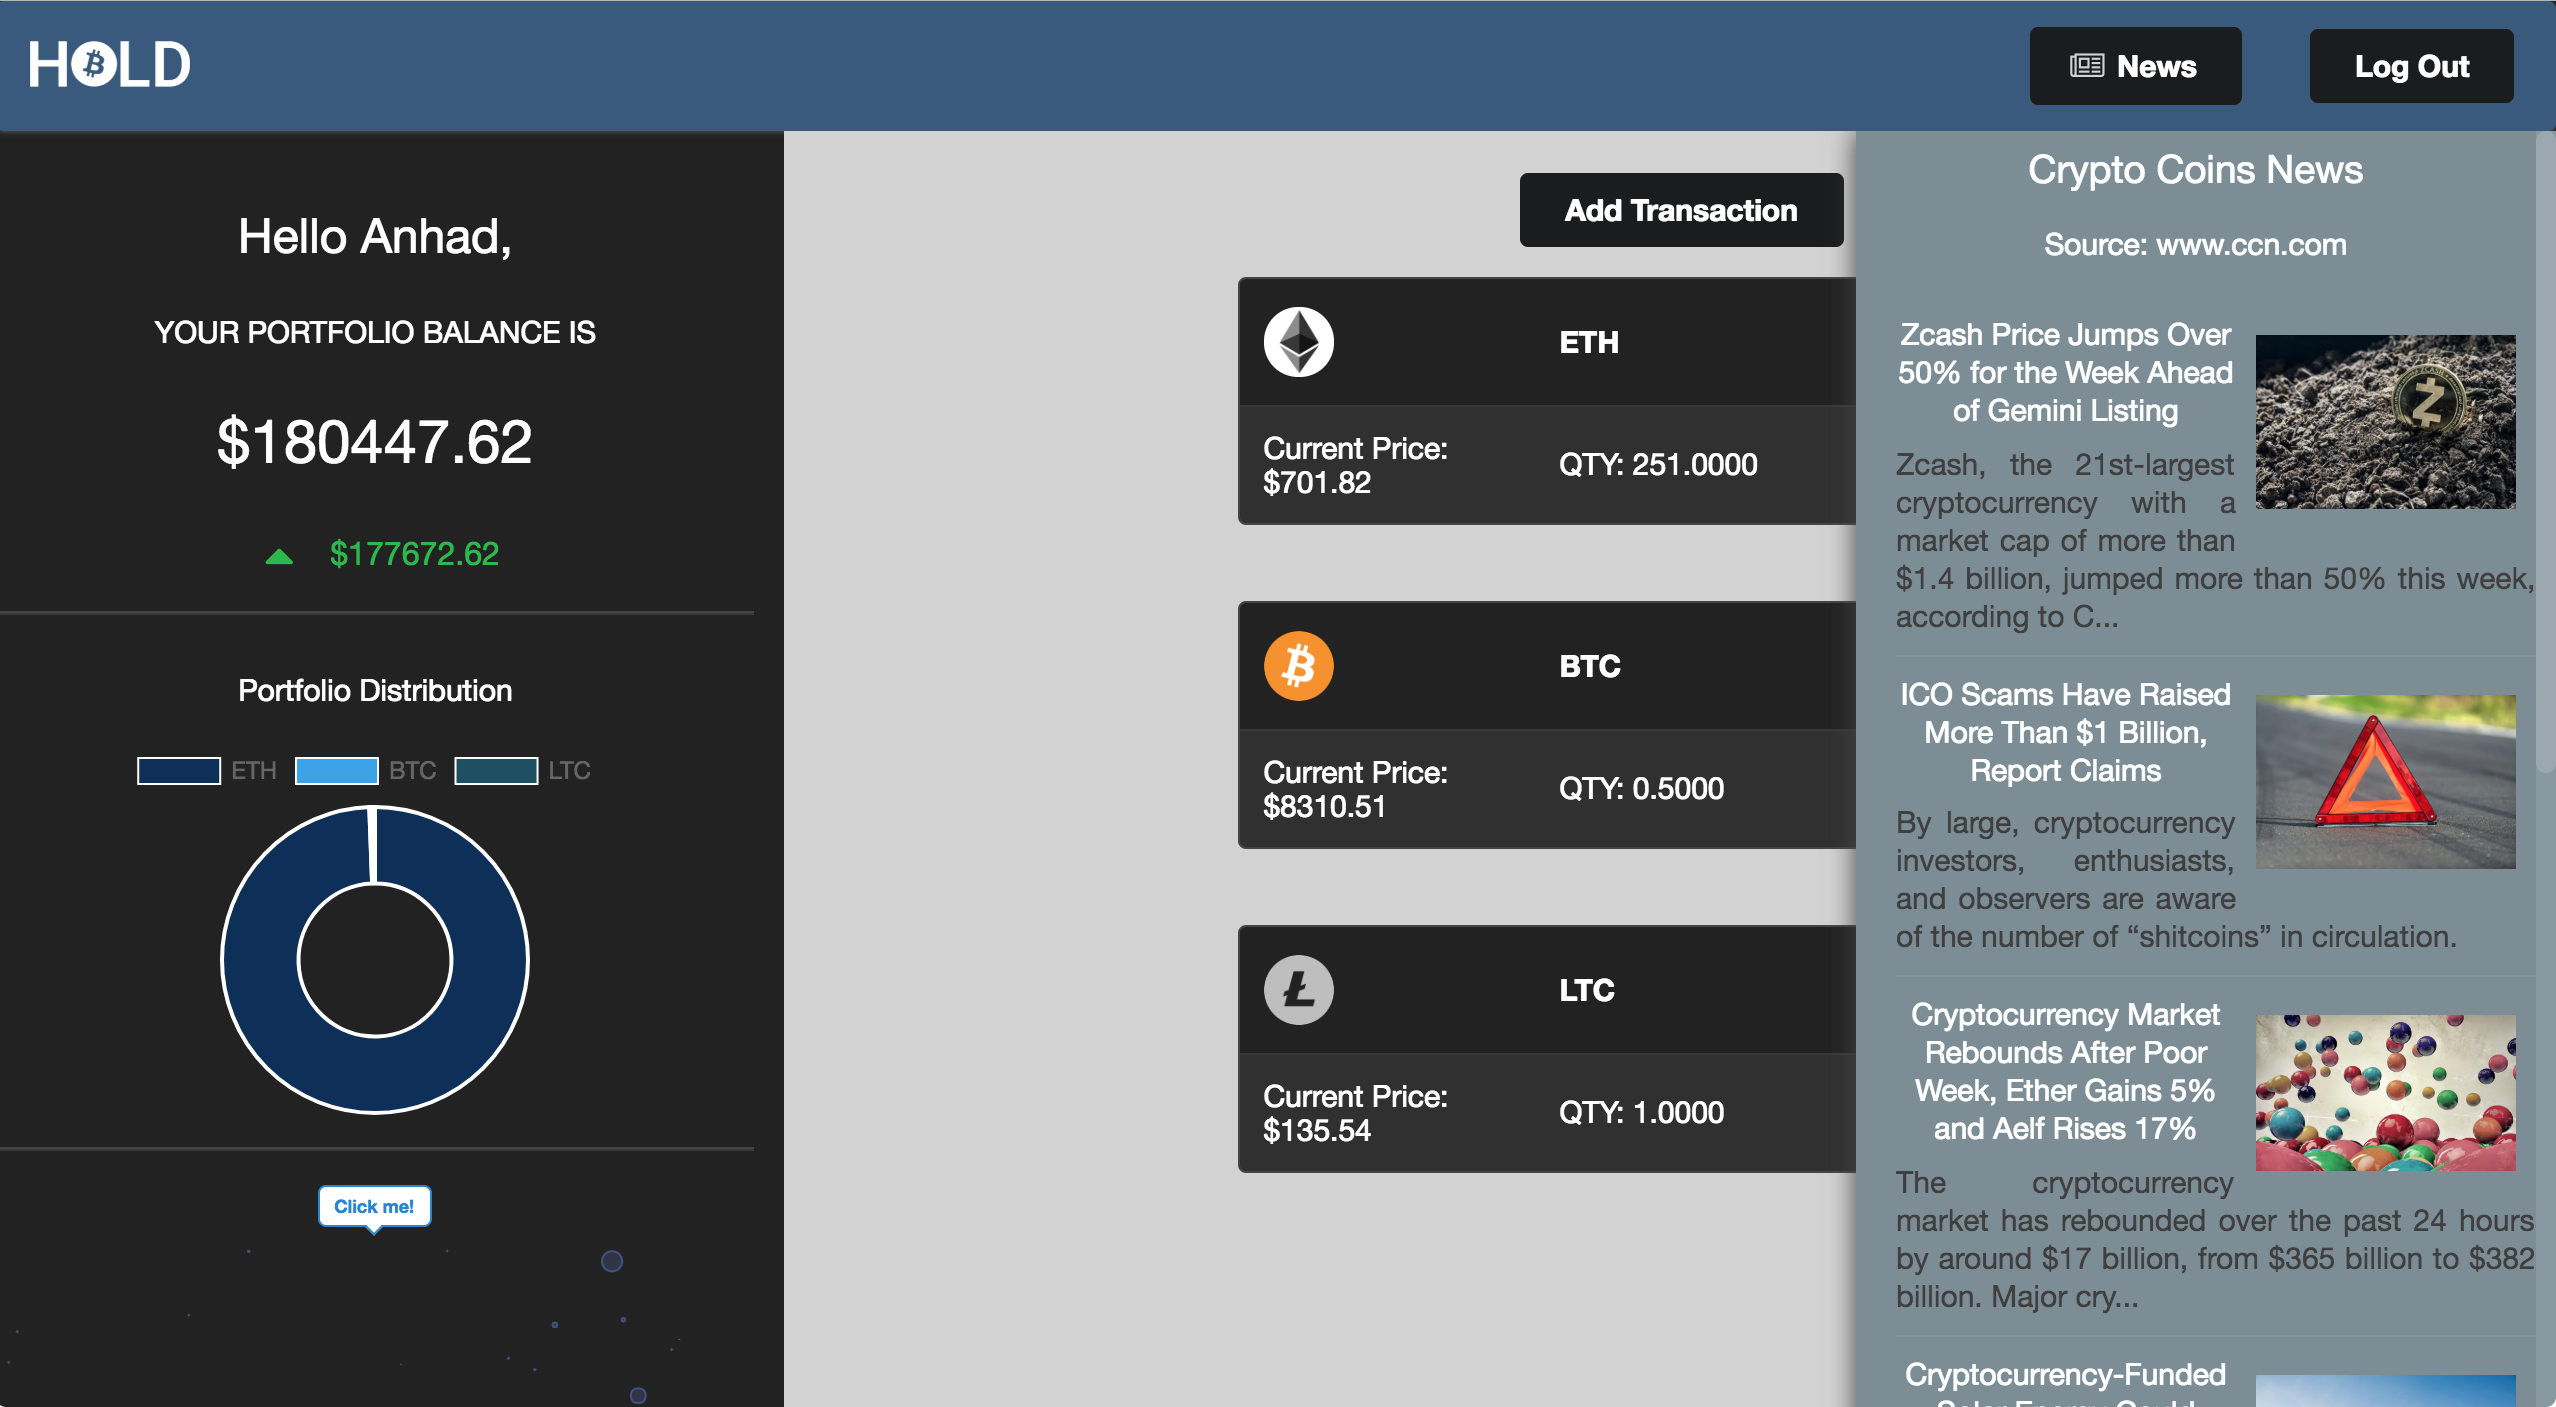 HOLD
News
Log Out
Hello Anhad,
YOUR PORTFOLIO BALANCE IS
$180447.62
$177672.62
Portfolio Distribution
ETH
BTC
LTC
Click me!
Add Transaction
ETH
Current Price:
$701.82
QTY: 251.0000
BTC
Current Price:
$8310.51
QTY: 0.5000
LTC
Current Price:
$135.54
QTY: 1.0000
Crypto Coins News
Source: www.ccn.com
Zcash Price Jumps Over
50% for the Week Ahead
of Gemini Listing
Zcash, the 21st-largest
cryptocurrency with a
market cap of more than
$1.4 billion, jumped more than 50% this week,
according to C...
ICO Scams Have Raised
More Than $1 Billion,
Report Claims
By large, cryptocurrency
investors, enthusiasts,
and observers are aware
of the number of “shitcoins” in circulation.
Cryptocurrency Market
Rebounds After Poor
Week, Ether Gains 5%
and Aelf Rises 17%
The cryptocurrency
market has rebounded over the past 24 hours
by around $17 billion, from $365 billion to $382
billion. Major cry...
Cryptocurrency-Funded
Solar Energy Could